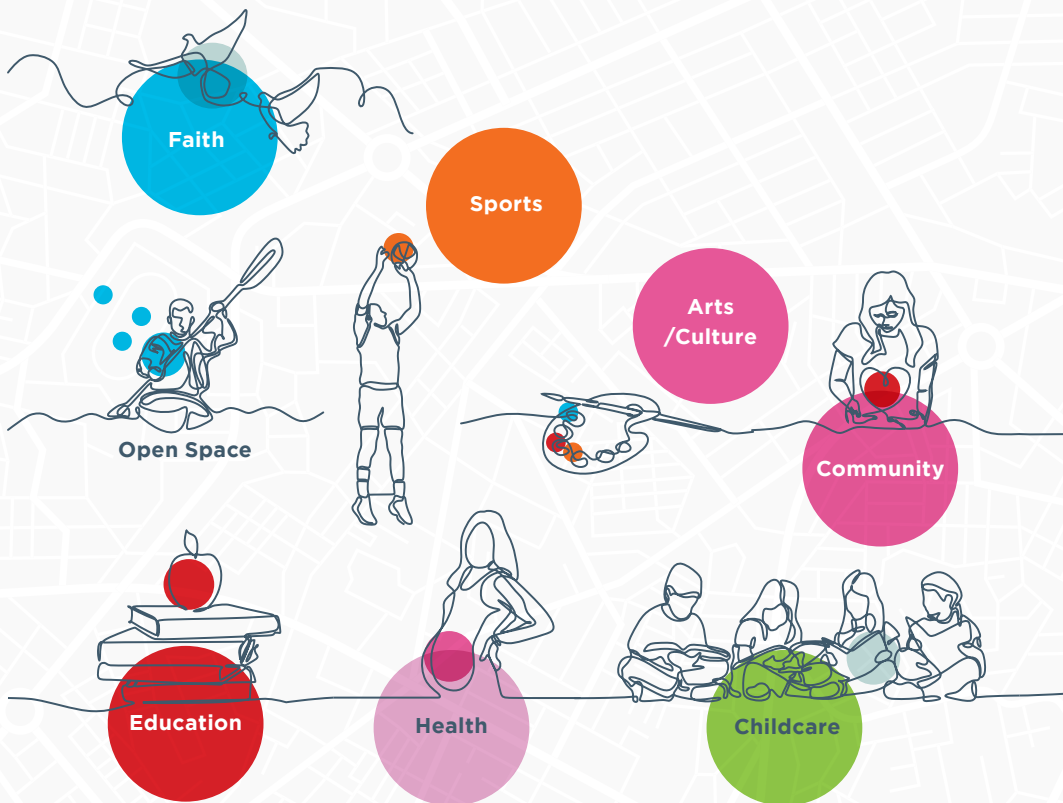 Faith
Sports
Arts
/Culture
Open Space
Community
Education
Health
Childcare